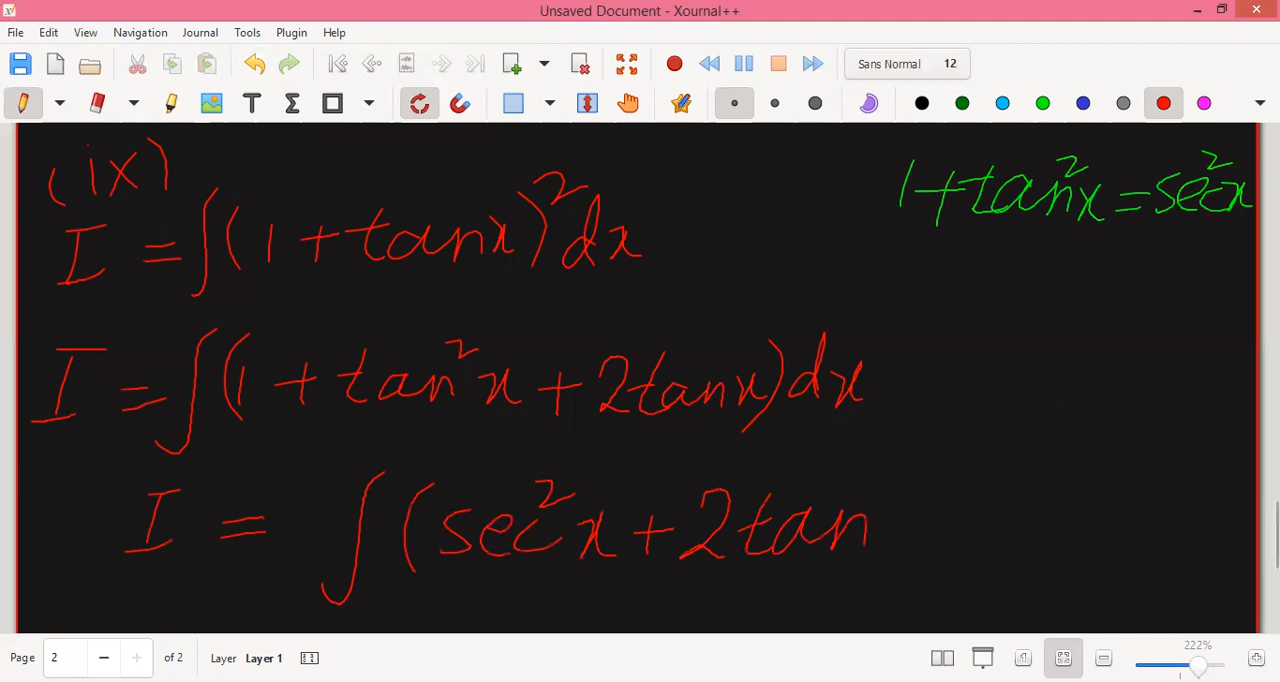 Unsaved Document - Xournal++
File Edit View Navigation Journal Tools Plugin Help
Sans Normal 12
(ix)
1 + tan²x = sec²x
I = ∫(1 + tanx)² dx
I = ∫(1 + tan²x + 2tanx) dx
I = ∫(sec²x + 2tan
Page 2 of 2 Layer Layer 1 222%